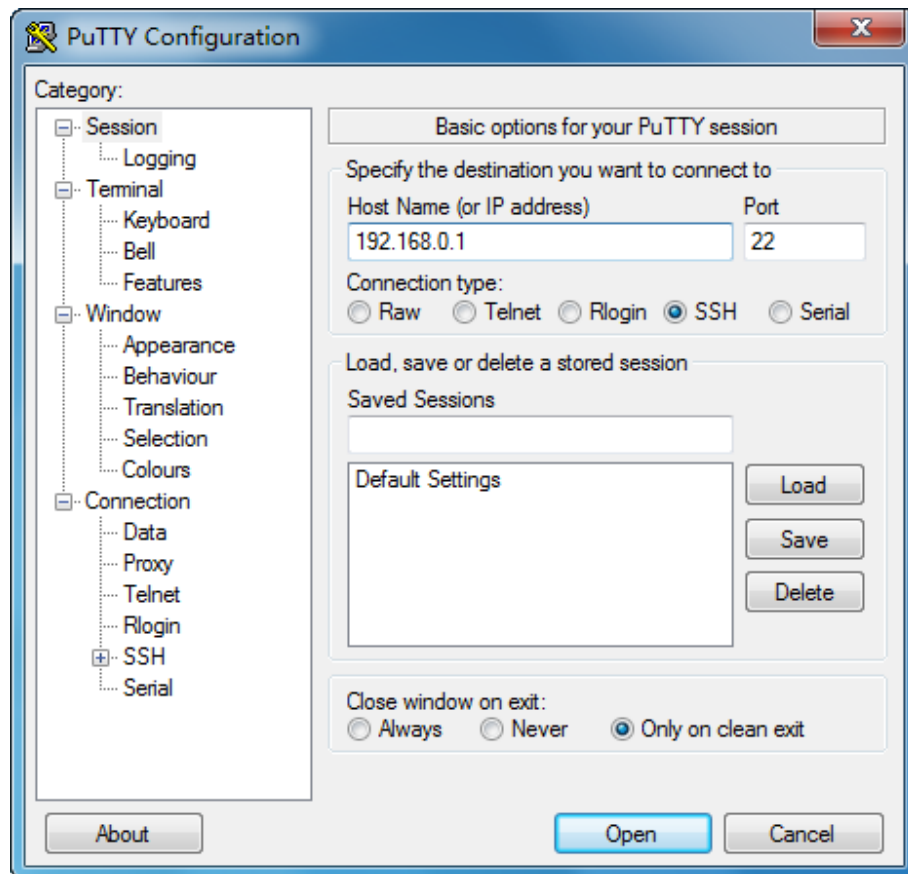 PuTTY Configuration
Category:
Session
Logging
Terminal
Keyboard
Bell
Features
Window
Appearance
Behaviour
Translation
Selection
Colours
Connection
Data
Proxy
Telnet
Rlogin
SSH
Serial
Basic options for your PuTTY session
Specify the destination you want to connect to
Host Name (or IP address) Port
192.168.0.1 22
Connection type:
Raw Telnet Rlogin SSH Serial
Load, save or delete a stored session
Saved Sessions
Default Settings
Load
Save
Delete
Close window on exit:
Always Never Only on clean exit
About Open Cancel